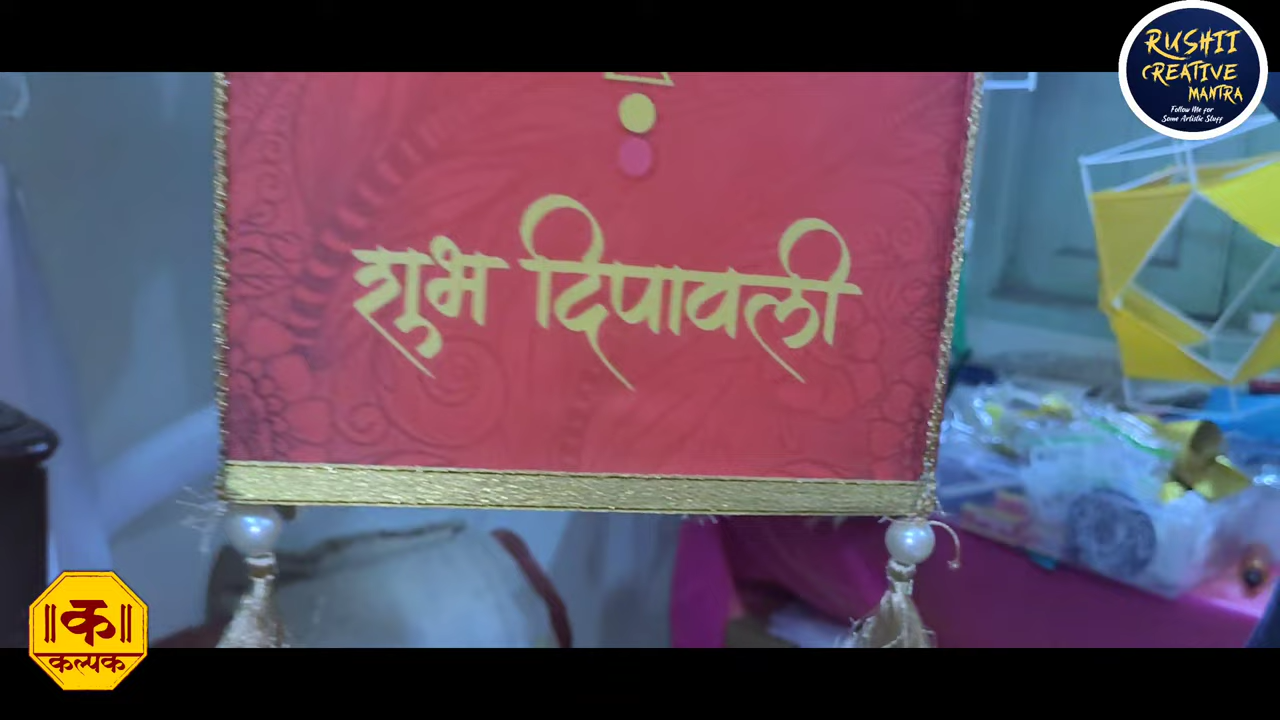 RUSHII
CREATIVE
MANTRA
Follow Me for
Some Artistic Stuff
शुभ दिपावली
॥ क ॥
कल्पक